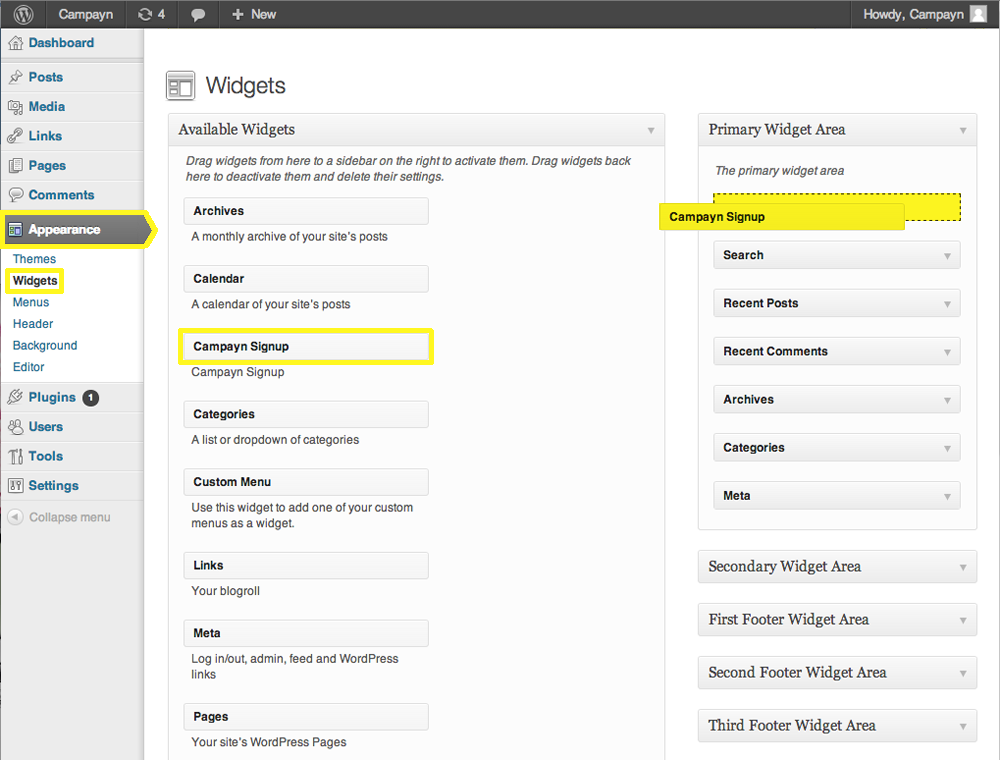 Campayn
4
New
Howdy, Campayn
Dashboard
Posts
Media
Links
Pages
Comments
Appearance
Themes
Widgets
Menus
Header
Background
Editor
Plugins 1
Users
Tools
Settings
Collapse menu
Widgets
Available Widgets
Drag widgets from here to a sidebar on the right to activate them. Drag widgets back
here to deactivate them and delete their settings.
Archives
A monthly archive of your site's posts
Calendar
A calendar of your site's posts
Campayn Signup
Campayn Signup
Categories
A list or dropdown of categories
Custom Menu
Use this widget to add one of your custom
menus as a widget.
Links
Your blogroll
Meta
Log in/out, admin, feed and WordPress
links
Pages
Your site's WordPress Pages
Primary Widget Area
The primary widget area
Campayn Signup
Search
Recent Posts
Recent Comments
Archives
Categories
Meta
Secondary Widget Area
First Footer Widget Area
Second Footer Widget Area
Third Footer Widget Area